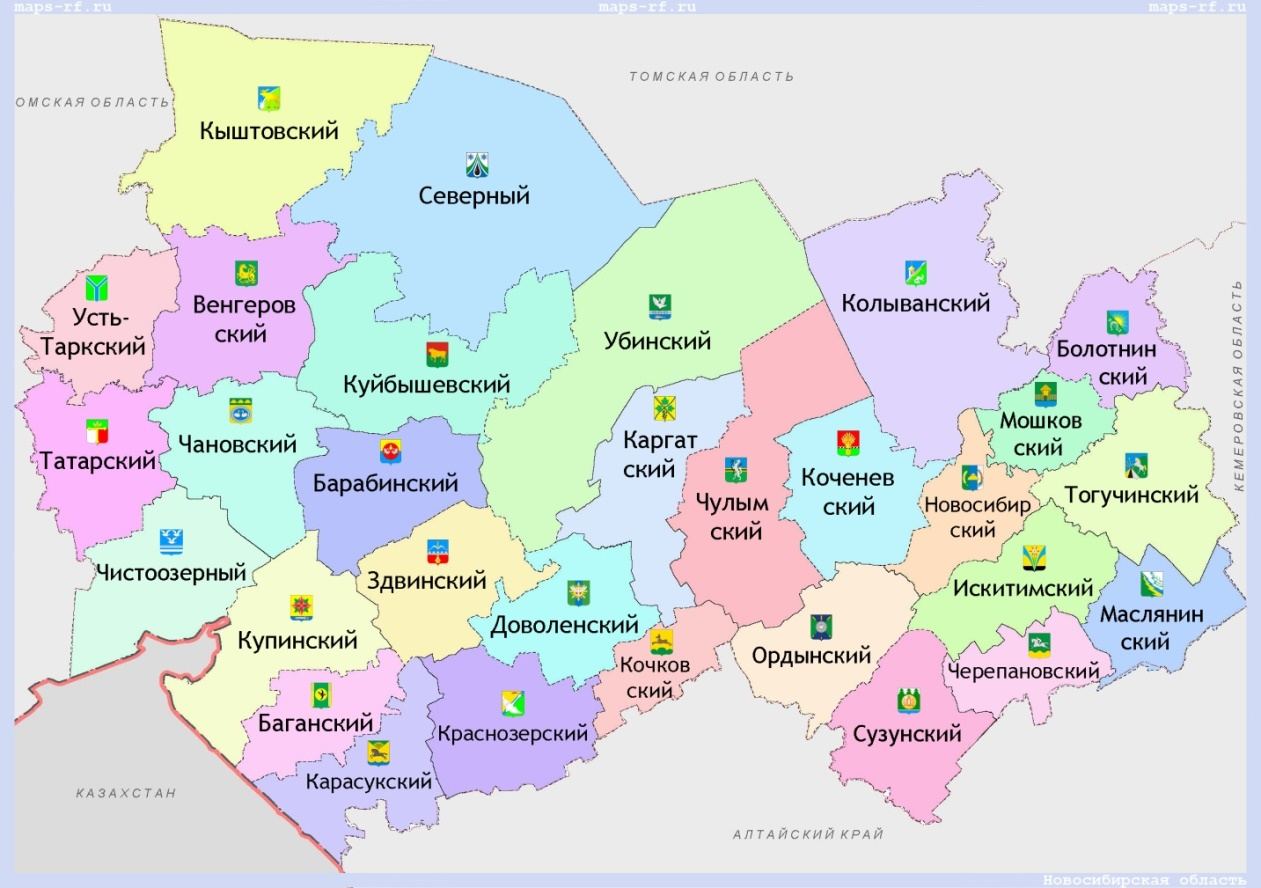 maps-rf.ru maps-rf.ru maps-rf.ru
ТОМСКАЯ ОБЛАСТЬ
ОМСКАЯ ОБЛАСТЬ
Кыштовский
Северный
Усть-
Таркский
Венгеров
ский
Колыванский
Убинский
КЕМЕРОВСКАЯ ОБЛАСТЬ
Болотнин
ский
Куйбышевский
Мошков
ский
Татарский
Чановский
Каргат
ский
Барабинский
Чулым
ский
Коченев
ский
Новосибир
ский
Тогучинский
Чистоозерный
Здвинский
Искитимский
Маслянин
ский
Купинский
Доволенский
Кочков
ский
Ордынский
Черепановский
Баганский
Краснозерский
Сузунский
Карасукский
КАЗАХСТАН
АЛТАЙСКИЙ КРАЙ
Новосибирская область